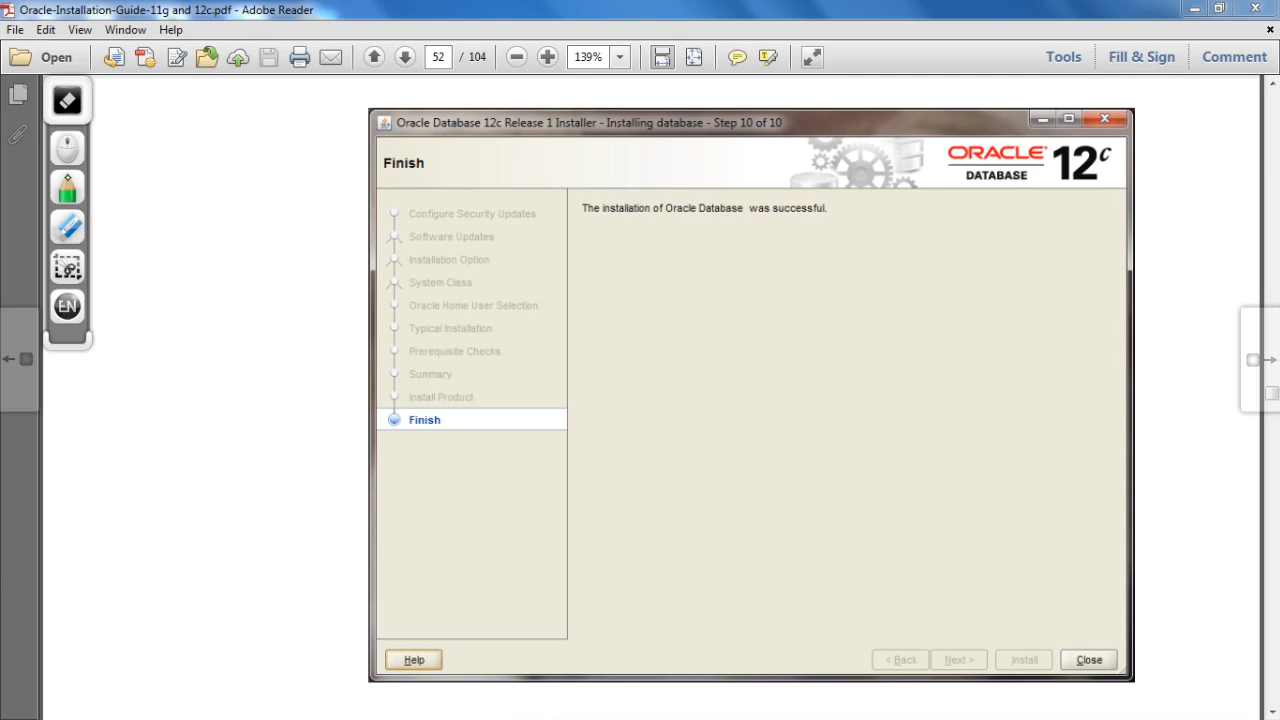 Oracle-Installation-Guide-11g and 12c.pdf - Adobe Reader
File Edit View Window Help
Open 52 / 104 139% Tools Fill & Sign Comment
EN
Oracle Database 12c Release 1 Installer - Installing database - Step 10 of 10
Finish
ORACLE DATABASE 12c
Configure Security Updates
Software Updates
Installation Option
System Class
Oracle Home User Selection
Typical Installation
Prerequisite Checks
Summary
Install Product
Finish
The installation of Oracle Database was successful.
Help < Back Next > Install Close